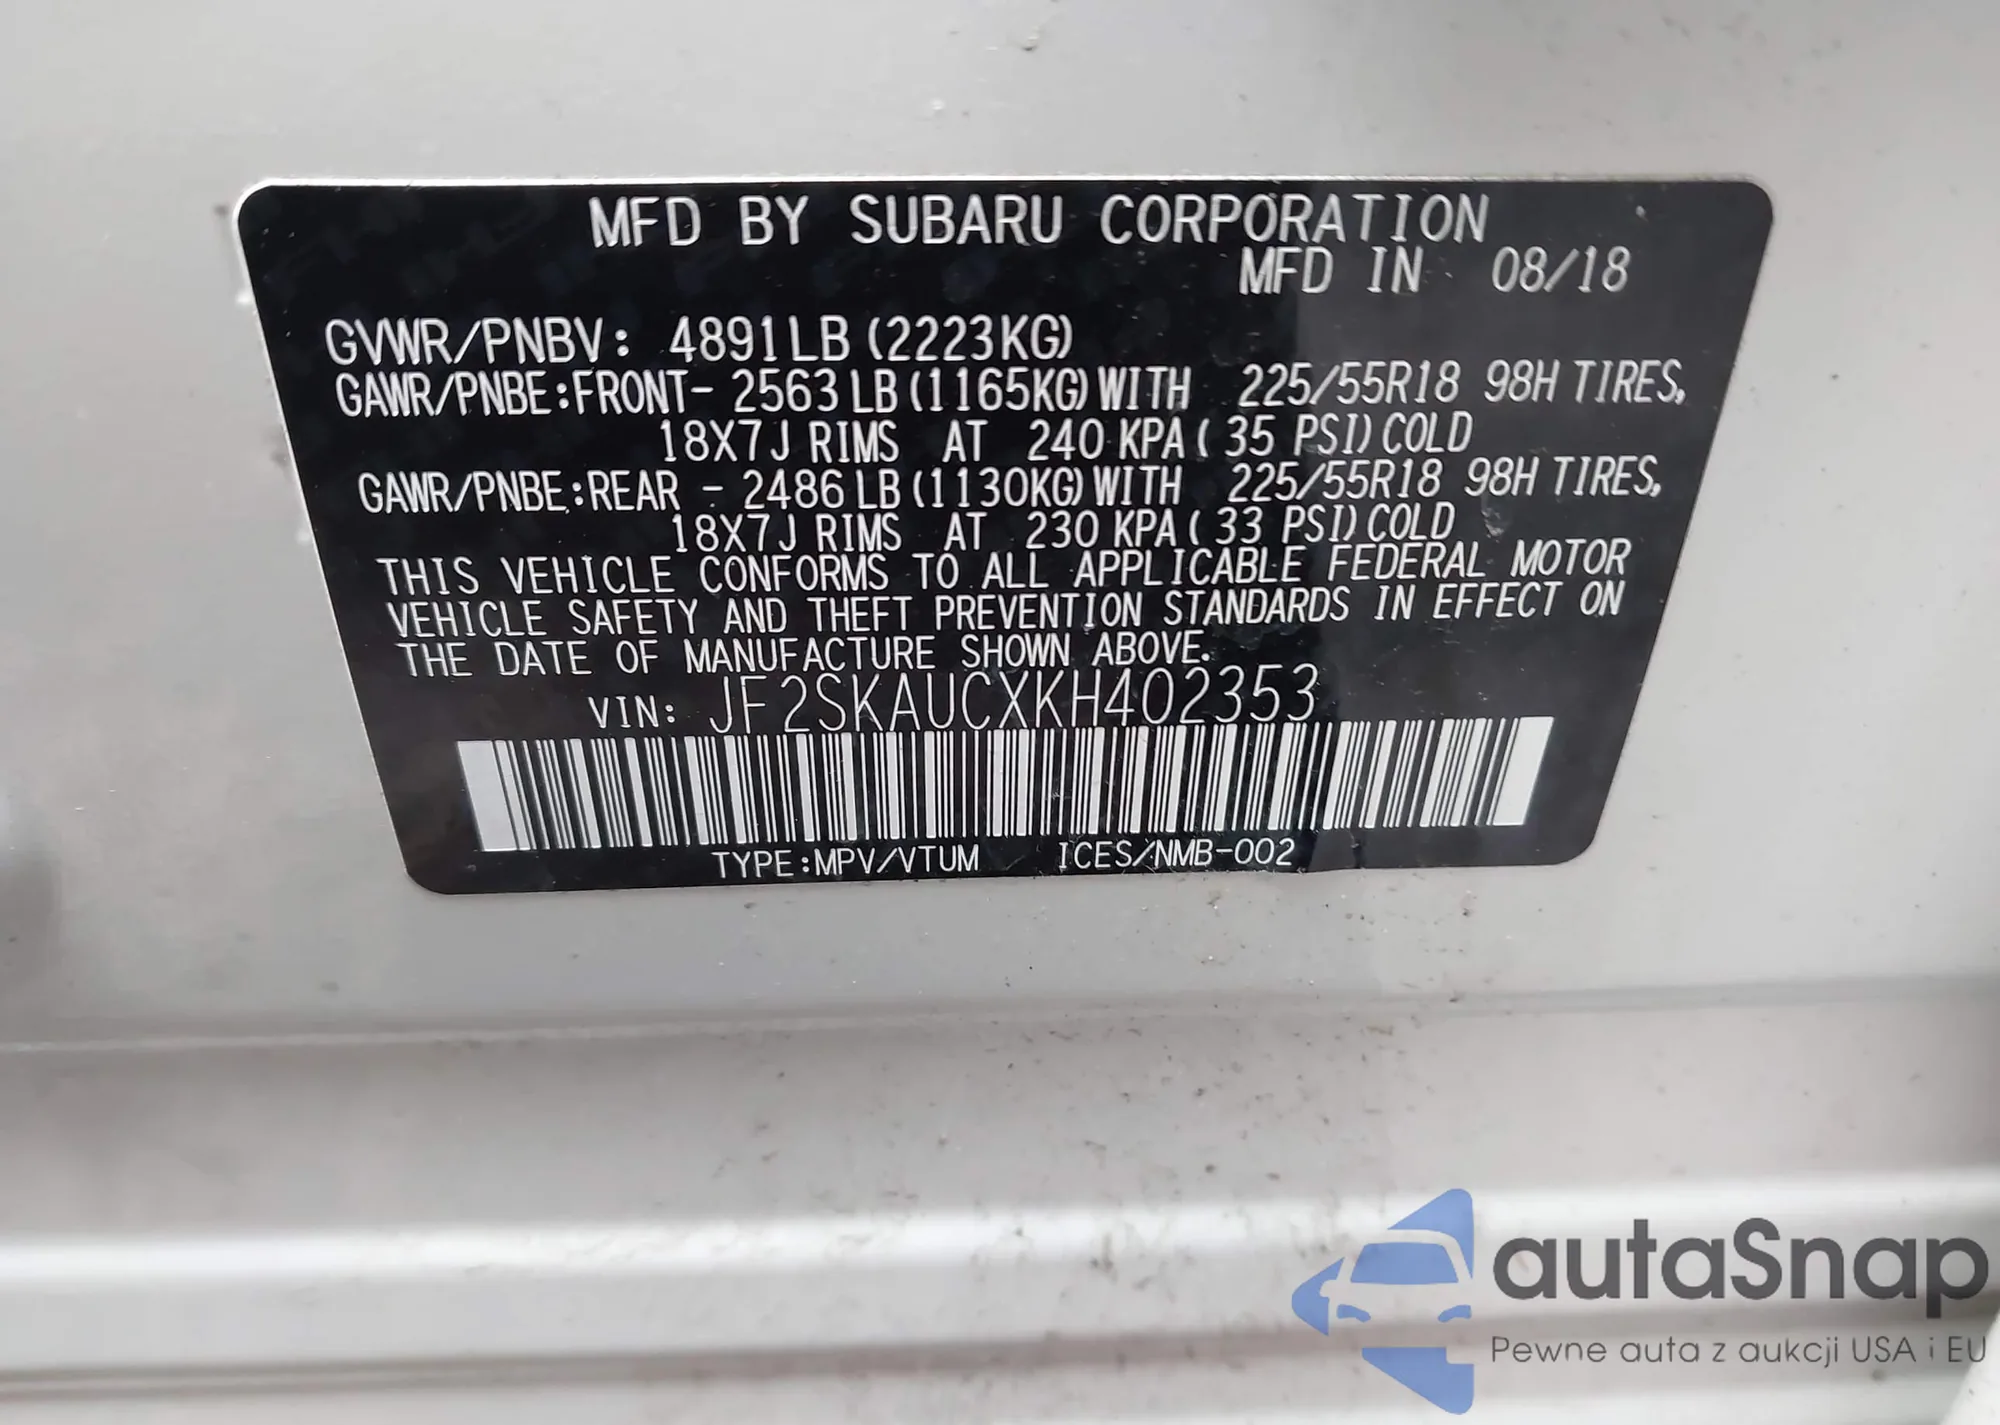 MFD BY SUBARU CORPORATION
MFD IN 08/18
GVWR/PNBV: 4891LB (2223KG)
GAWR/PNBE:FRONT- 2563LB(1165KG)WITH 225/55R18 98H TIRES,
18X7J RIMS AT 240 KPA( 35 PSI)COLD
GAWR/PNBE:REAR - 2486LB(1130KG)WITH 225/55R18 98H TIRES,
18X7J RIMS AT 230 KPA( 33 PSI)COLD
THIS VEHICLE CONFORMS TO ALL APPLICABLE FEDERAL MOTOR
VEHICLE SAFETY AND THEFT PREVENTION STANDARDS IN EFFECT ON
THE DATE OF MANUFACTURE SHOWN ABOVE.
VIN: JF2SKAUCXKH402353
TYPE:MPV/VTUM ICES/NMB-002
autaSnap
Pewne auta z aukcji USA i EU